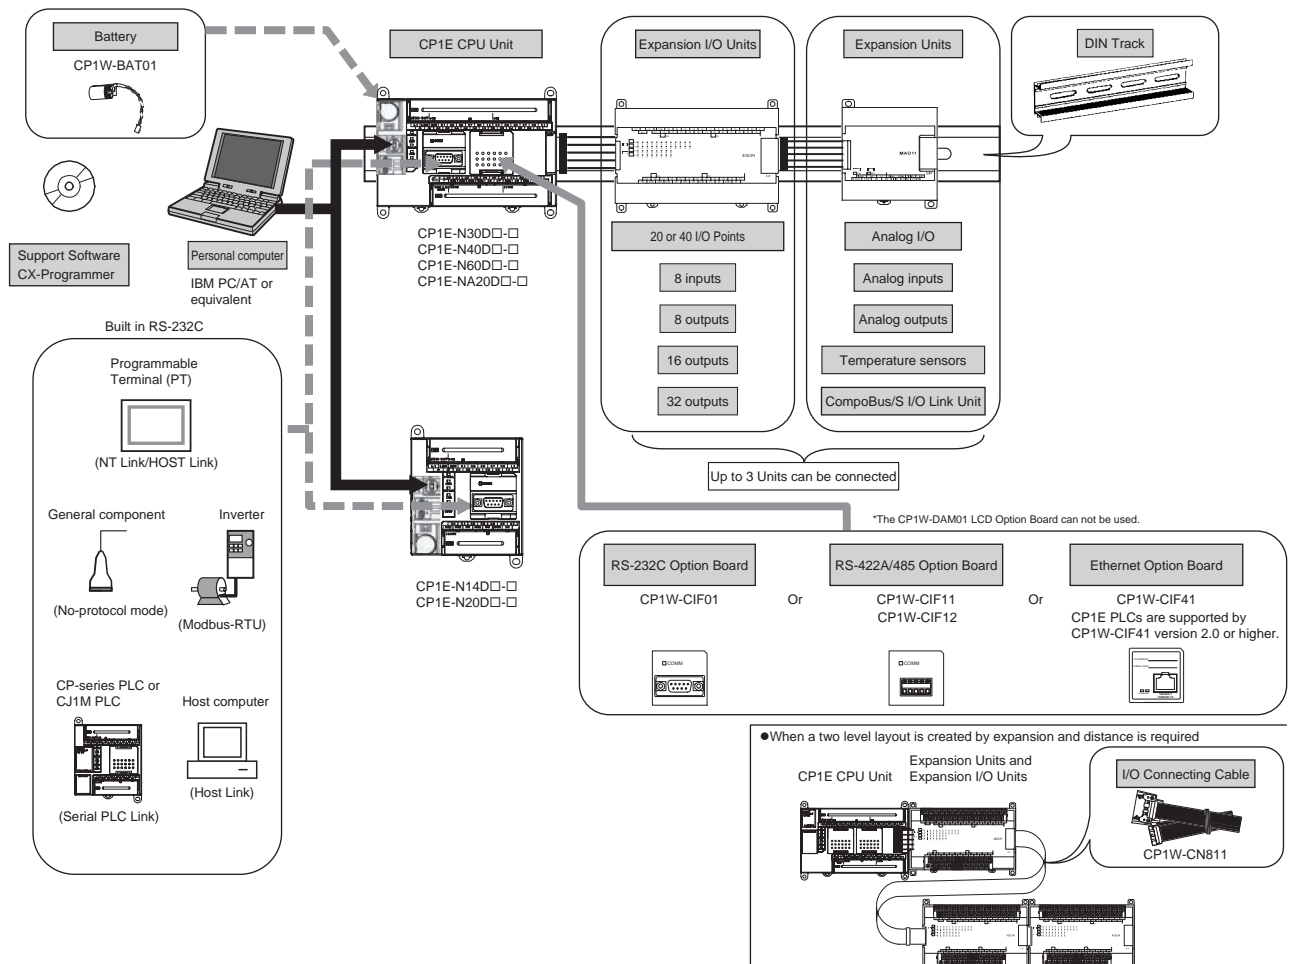 Battery
CP1W-BAT01
CP1E CPU Unit
Expansion I/O Units
Expansion Units
DIN Track
MAD11
Support Software
CX-Programmer
Personal computer
IBM PC/AT or
equivalent
CP1E-N30D□-□
CP1E-N40D□-□
CP1E-N60D□-□
CP1E-NA20D□-□
20 or 40 I/O Points
8 inputs
8 outputs
16 outputs
32 outputs
Analog I/O
Analog inputs
Analog outputs
Temperature sensors
CompoBus/S I/O Link Unit
Up to 3 Units can be connected
Built in RS-232C
Programmable
Terminal (PT)
(NT Link/HOST Link)
General component
(No-protocol mode)
Inverter
(Modbus-RTU)
CP-series PLC or
CJ1M PLC
(Serial PLC Link)
Host computer
(Host Link)
CP1E-N14D□-□
CP1E-N20D□-□
*The CP1W-DAM01 LCD Option Board can not be used.
RS-232C Option Board
CP1W-CIF01
COMM
Or
RS-422A/485 Option Board
CP1W-CIF11
CP1W-CIF12
COMM
Or
Ethernet Option Board
CP1W-CIF41
CP1E PLCs are supported by
CP1W-CIF41 version 2.0 or higher.
●When a two level layout is created by expansion and distance is required
CP1E CPU Unit
Expansion Units and
Expansion I/O Units
I/O Connecting Cable
CP1W-CN811